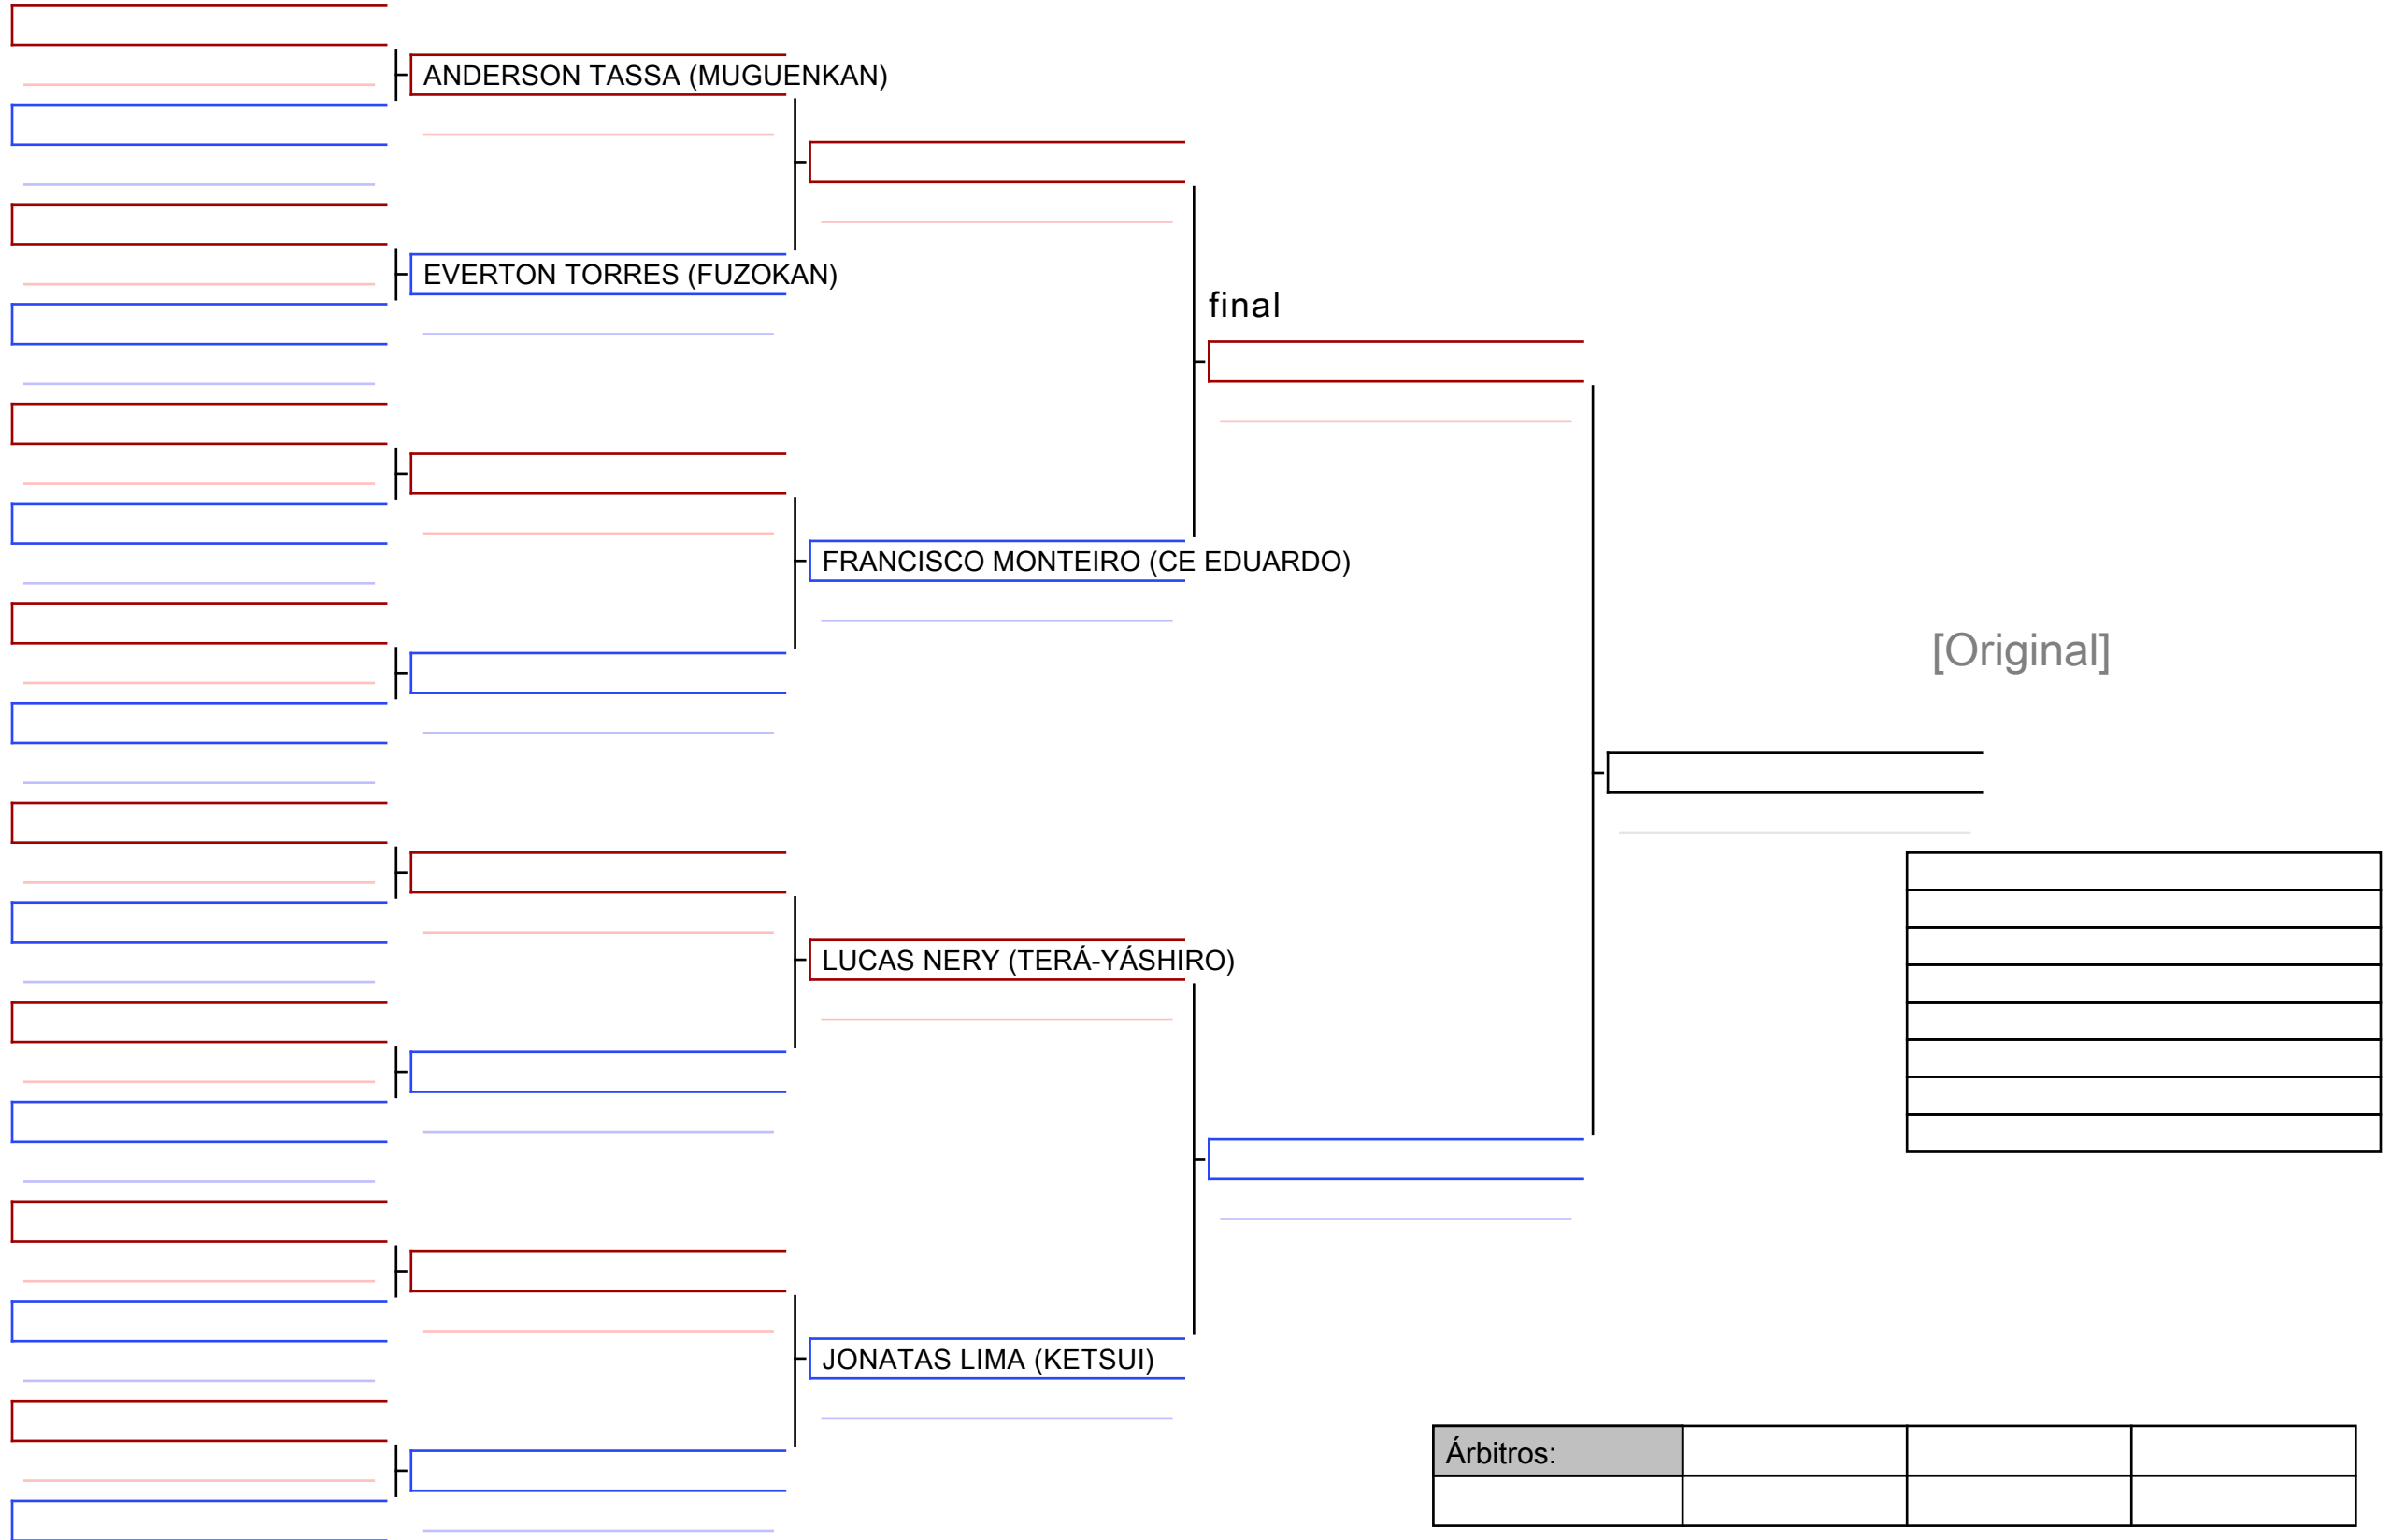 ANDERSON TASSA (MUGUENKAN)
EVERTON TORRES (FUZOKAN)
final
FRANCISCO MONTEIRO (CE EDUARDO)
[Original]
LUCAS NERY (TERÁ-YÁSHIRO)
JONATAS LIMA (KETSUI)
Árbitros: